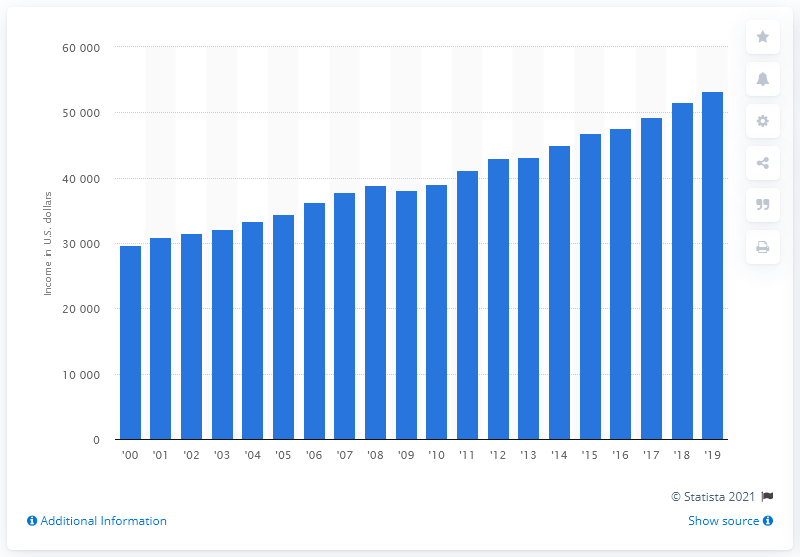 60 000
50 000
40 000
30 000
20 000
10 000
0
Income in U.S. dollars
'00 '01 '02 '03 '04 '05 '06 '07 '08 '09 '10 '11 '12 '13 '14 '15 '16 '17 '18 '19
© Statista 2021
Additional Information
Show source